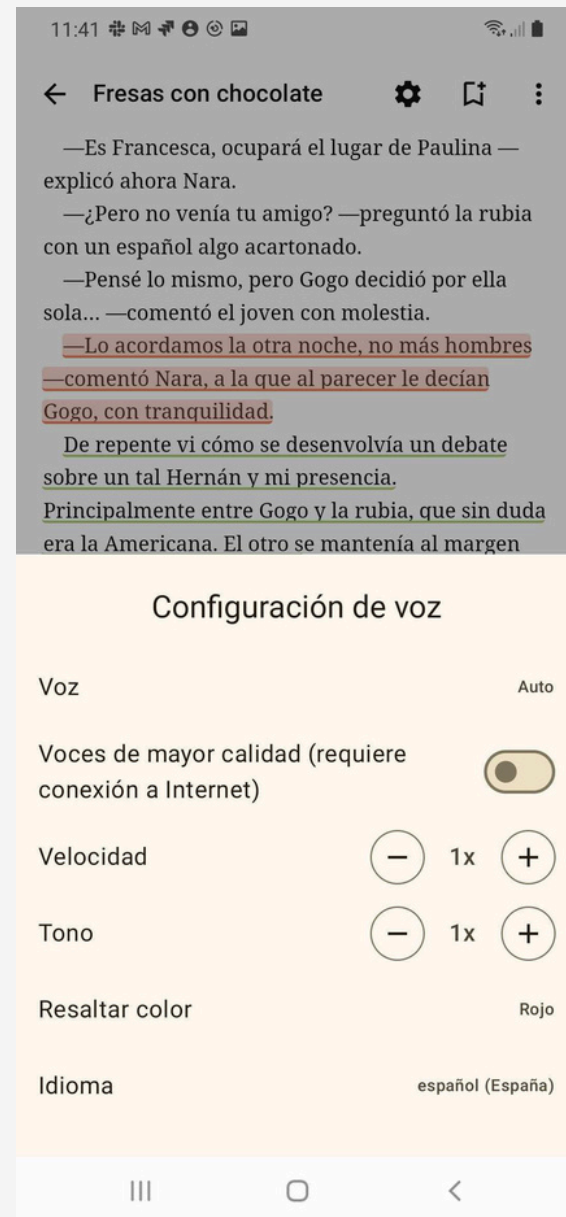 11:41
Fresas con chocolate
—Es Francesca, ocupará el lugar de Paulina —
explicó ahora Nara.
—¿Pero no venía tu amigo? —preguntó la rubia
con un español algo acartonado.
—Pensé lo mismo, pero Gogo decidió por ella
sola... —comentó el joven con molestia.
—Lo acordamos la otra noche, no más hombres
—comentó Nara, a la que al parecer le decían
Gogo, con tranquilidad.
De repente vi cómo se desenvolvía un debate
sobre un tal Hernán y mi presencia.
Principalmente entre Gogo y la rubia, que sin duda
era la Americana. El otro se mantenía al margen
Configuración de voz
Voz Auto
Voces de mayor calidad (requiere
conexión a Internet)
Velocidad − 1x +
Tono − 1x +
Resaltar color Rojo
Idioma español (España)